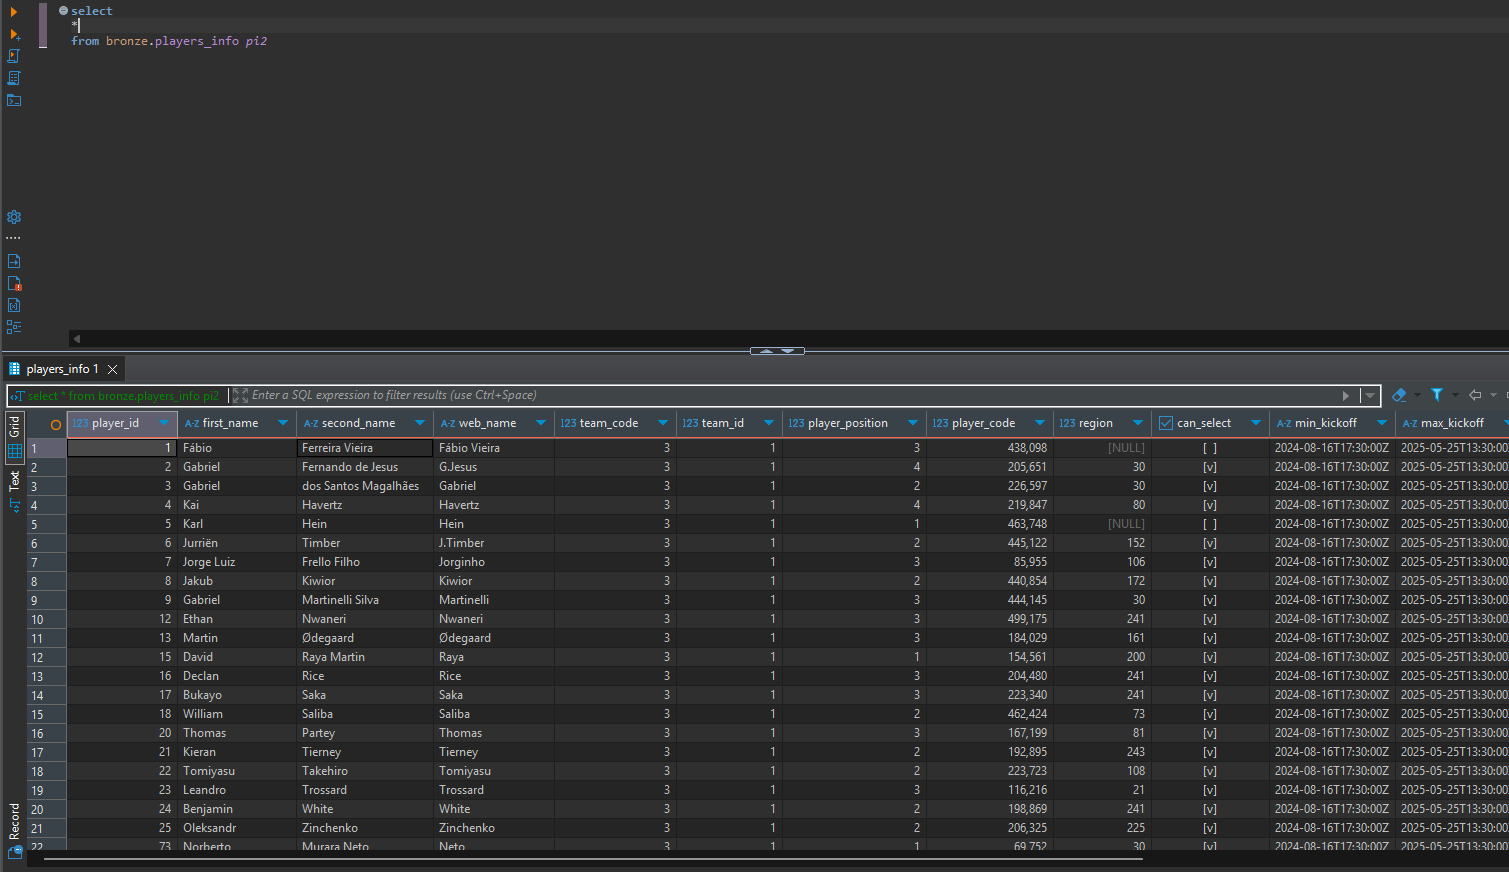 select
*
from bronze.players_info pi2
players_info 1
select * from bronze.players_info pi2 Enter a SQL expression to filter results (use Ctrl+Space)
Grid
Text
Record
123 player_id A-Z first_name A-Z second_name A-Z web_name 123 team_code 123 team_id 123 player_position 123 player_code 123 region can_select A-Z min_kickoff A-Z max_kickoff
1 1 Fábio Ferreira Vieira Fábio Vieira 3 1 3 438,098 [NULL] [ ] 2024-08-16T17:30:00Z 2025-05-25T13:30:00
2 2 Gabriel Fernando de Jesus G.Jesus 3 1 4 205,651 30 [v] 2024-08-16T17:30:00Z 2025-05-25T13:30:00
3 3 Gabriel dos Santos Magalhães Gabriel 3 1 2 226,597 30 [v] 2024-08-16T17:30:00Z 2025-05-25T13:30:00
4 4 Kai Havertz Havertz 3 1 4 219,847 80 [v] 2024-08-16T17:30:00Z 2025-05-25T13:30:00
5 5 Karl Hein Hein 3 1 1 463,748 [NULL] [ ] 2024-08-16T17:30:00Z 2025-05-25T13:30:00
6 6 Jurriën Timber J.Timber 3 1 2 445,122 152 [v] 2024-08-16T17:30:00Z 2025-05-25T13:30:00
7 7 Jorge Luiz Frello Filho Jorginho 3 1 3 85,955 106 [v] 2024-08-16T17:30:00Z 2025-05-25T13:30:00
8 8 Jakub Kiwior Kiwior 3 1 2 440,854 172 [v] 2024-08-16T17:30:00Z 2025-05-25T13:30:00
9 9 Gabriel Martinelli Silva Martinelli 3 1 3 444,145 30 [v] 2024-08-16T17:30:00Z 2025-05-25T13:30:00
10 12 Ethan Nwaneri Nwaneri 3 1 3 499,175 241 [v] 2024-08-16T17:30:00Z 2025-05-25T13:30:00
11 13 Martin Ødegaard Ødegaard 3 1 3 184,029 161 [v] 2024-08-16T17:30:00Z 2025-05-25T13:30:00
12 15 David Raya Martin Raya 3 1 1 154,561 200 [v] 2024-08-16T17:30:00Z 2025-05-25T13:30:00
13 16 Declan Rice Rice 3 1 3 204,480 241 [v] 2024-08-16T17:30:00Z 2025-05-25T13:30:00
14 17 Bukayo Saka Saka 3 1 3 223,340 241 [v] 2024-08-16T17:30:00Z 2025-05-25T13:30:00
15 18 William Saliba Saliba 3 1 2 462,424 73 [v] 2024-08-16T17:30:00Z 2025-05-25T13:30:00
16 20 Thomas Partey Thomas 3 1 3 167,199 81 [v] 2024-08-16T17:30:00Z 2025-05-25T13:30:00
17 21 Kieran Tierney Tierney 3 1 2 192,895 243 [v] 2024-08-16T17:30:00Z 2025-05-25T13:30:00
18 22 Tomiyasu Takehiro Tomiyasu 3 1 2 223,723 108 [v] 2024-08-16T17:30:00Z 2025-05-25T13:30:00
19 23 Leandro Trossard Trossard 3 1 3 116,216 21 [v] 2024-08-16T17:30:00Z 2025-05-25T13:30:00
20 24 Benjamin White White 3 1 2 198,869 241 [v] 2024-08-16T17:30:00Z 2025-05-25T13:30:00
21 25 Oleksandr Zinchenko Zinchenko 3 1 2 206,325 225 [v] 2024-08-16T17:30:00Z 2025-05-25T13:30:00
22 73 Norberto Murara Neto Neto 3 1 1 69,752 30 [v] 2024-08-16T17:30:00Z 2025-05-25T13:30:00